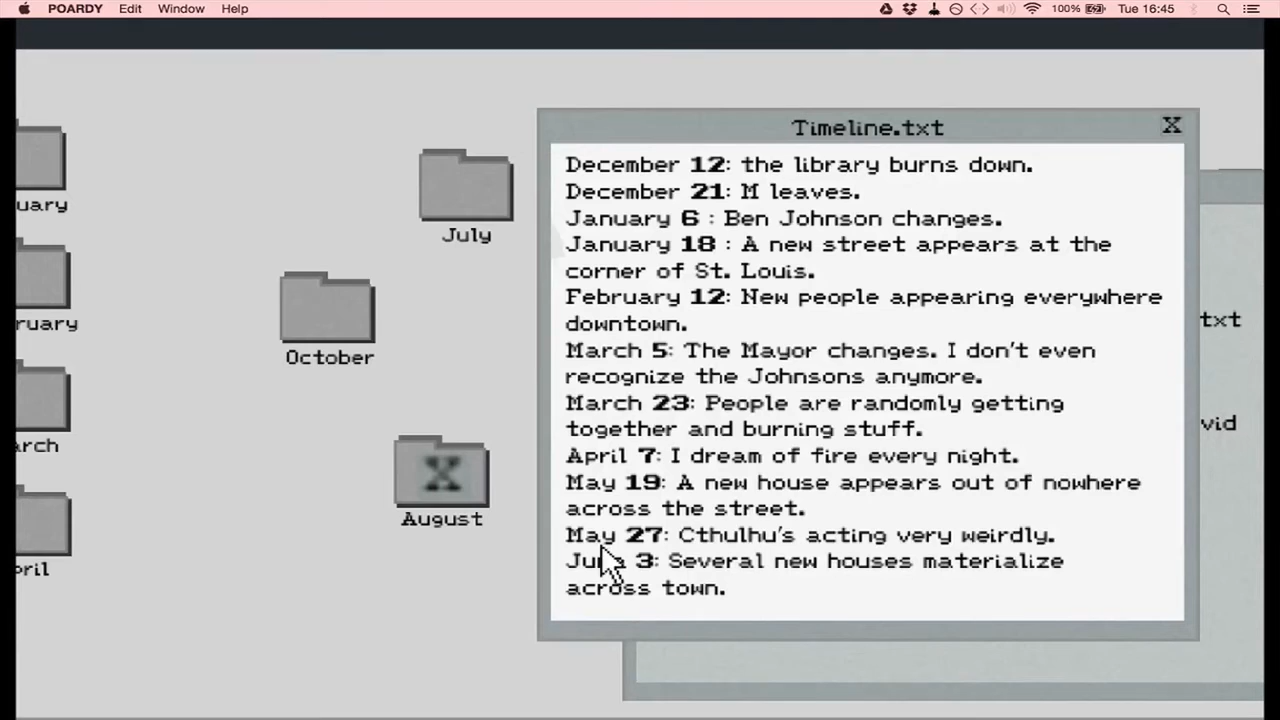 POARDY Edit Window Help 100% Tue 16:45
Timeline.txt X
December 12: the library burns down.
December 21: M leaves.
January 6 : Ben Johnson changes.
January 18 : A new street appears at the
corner of St. Louis.
February 12: New people appearing everywhere
downtown.
March 5: The Mayor changes. I don't even
recognize the Johnsons anymore.
March 23: People are randomly getting
together and burning stuff.
April 7: I dream of fire every night.
May 19: A new house appears out of nowhere
across the street.
May 27: Cthulhu's acting very weirdly.
June 3: Several new houses materialize
across town.
uary
ruary
arch
pril
July
October
X
August
txt
vid